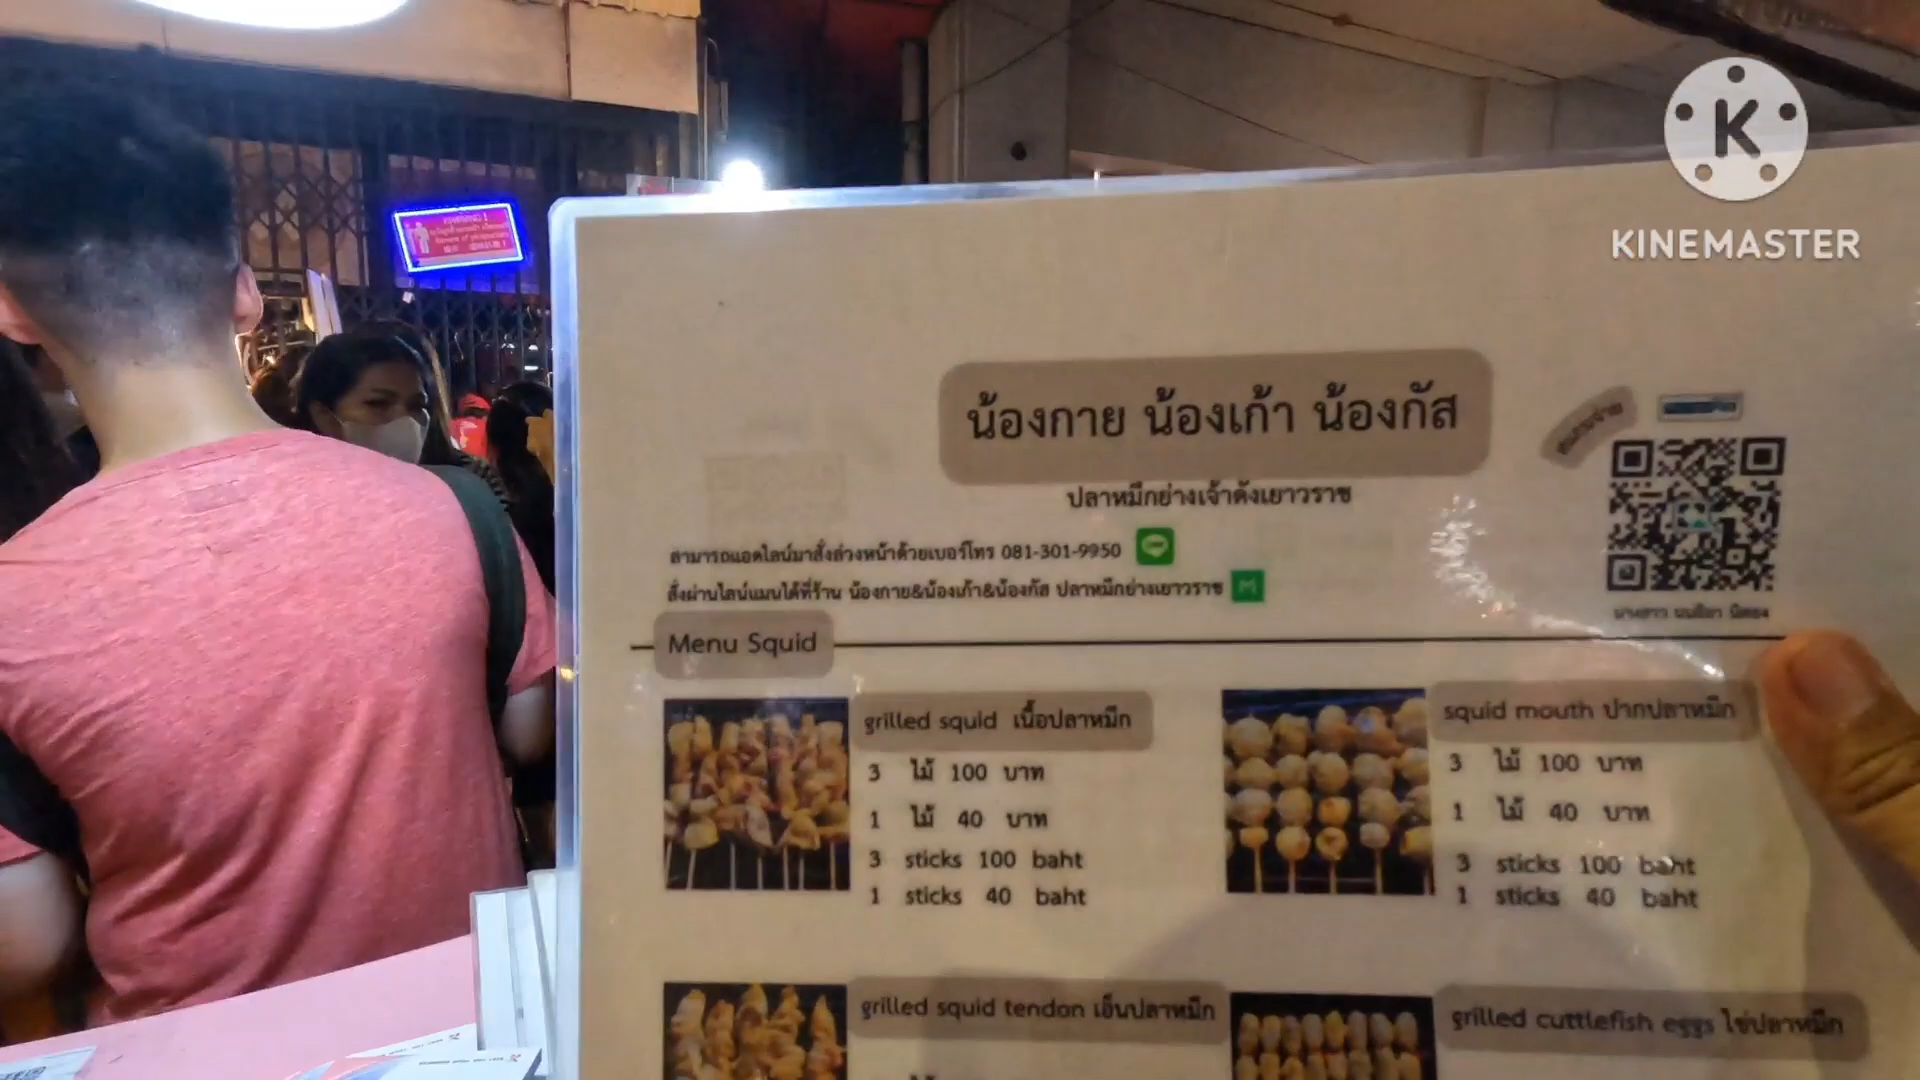 KINEMASTER
น้องกาย น้องเก้า น้องกัส
ปลาหมึกย่างเจ้าดังเยาวราช
สามารถแอดไลน์มาสั่งล่วงหน้าด้วยเบอร์โทร 081-301-9950
สั่งผ่านไลน์แมนได้ที่ร้าน น้องกาย&น้องเก้า&น้องกัส ปลาหมึกย่างเยาวราช
Menu Squid
grilled squid เนื้อปลาหมึก
3 ไม้ 100 บาท
1 ไม้ 40 บาท
3 sticks 100 baht
1 sticks 40 baht
squid mouth ปากปลาหมึก
3 ไม้ 100 บาท
1 ไม้ 40 บาท
3 sticks 100 baht
1 sticks 40 baht
grilled squid tendon เอ็นปลาหมึก
grilled cuttlefish eggs ไข่ปลาหมึก